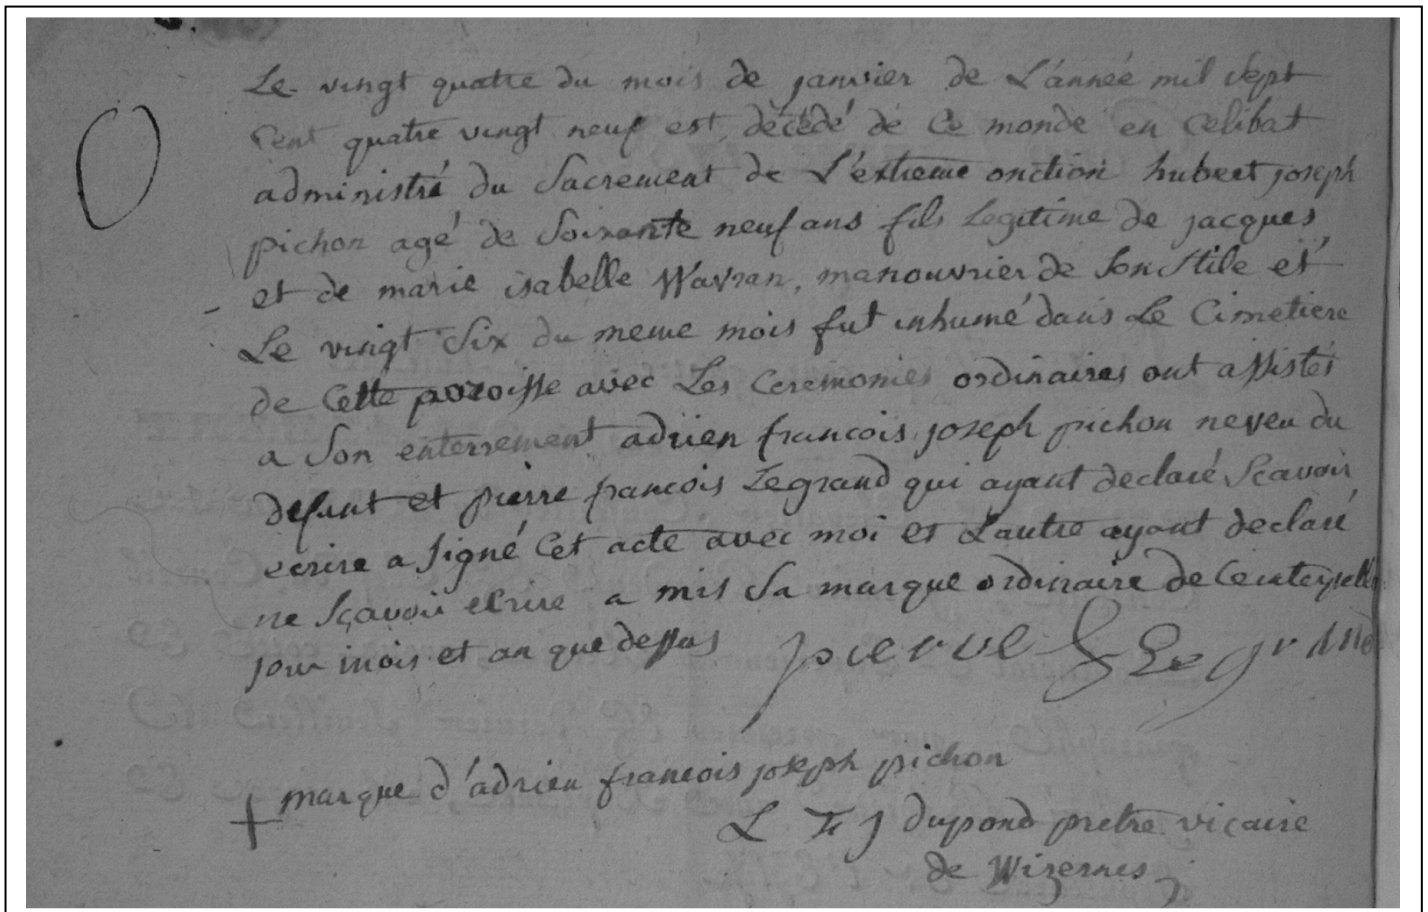 Le vingt quatre du mois de janvier de L'année mil sept
Cent quatre vingt neuf est décédé de Ce monde en Celibat
administré du Sacrement de L'extreme onction hubert joseph
pichon agé de Soixante neuf ans fils Legitime de jacques
et de marie isabelle Wavran, manouvrier de Son Stile et
Le vingt Six du meme mois fut inhumé dans Le Cimetiere
de Cette paroisse avec Les Ceremonies ordinaires ont assistés
a Son enterrement adrien francois joseph pichon neveu du
defunt et pierre francois Legrand qui ayant declaré Scavoir
ecrire a Signé Cet acte avec moi et L'autre ayant declaré
ne Sçavoir ecrire a mis Sa marque ordinaire de
jour mois et an que dessus pierre f Le grand
marque d'adrien francois joseph pichon
L F J dupond pretre vicaire
de Wizernes